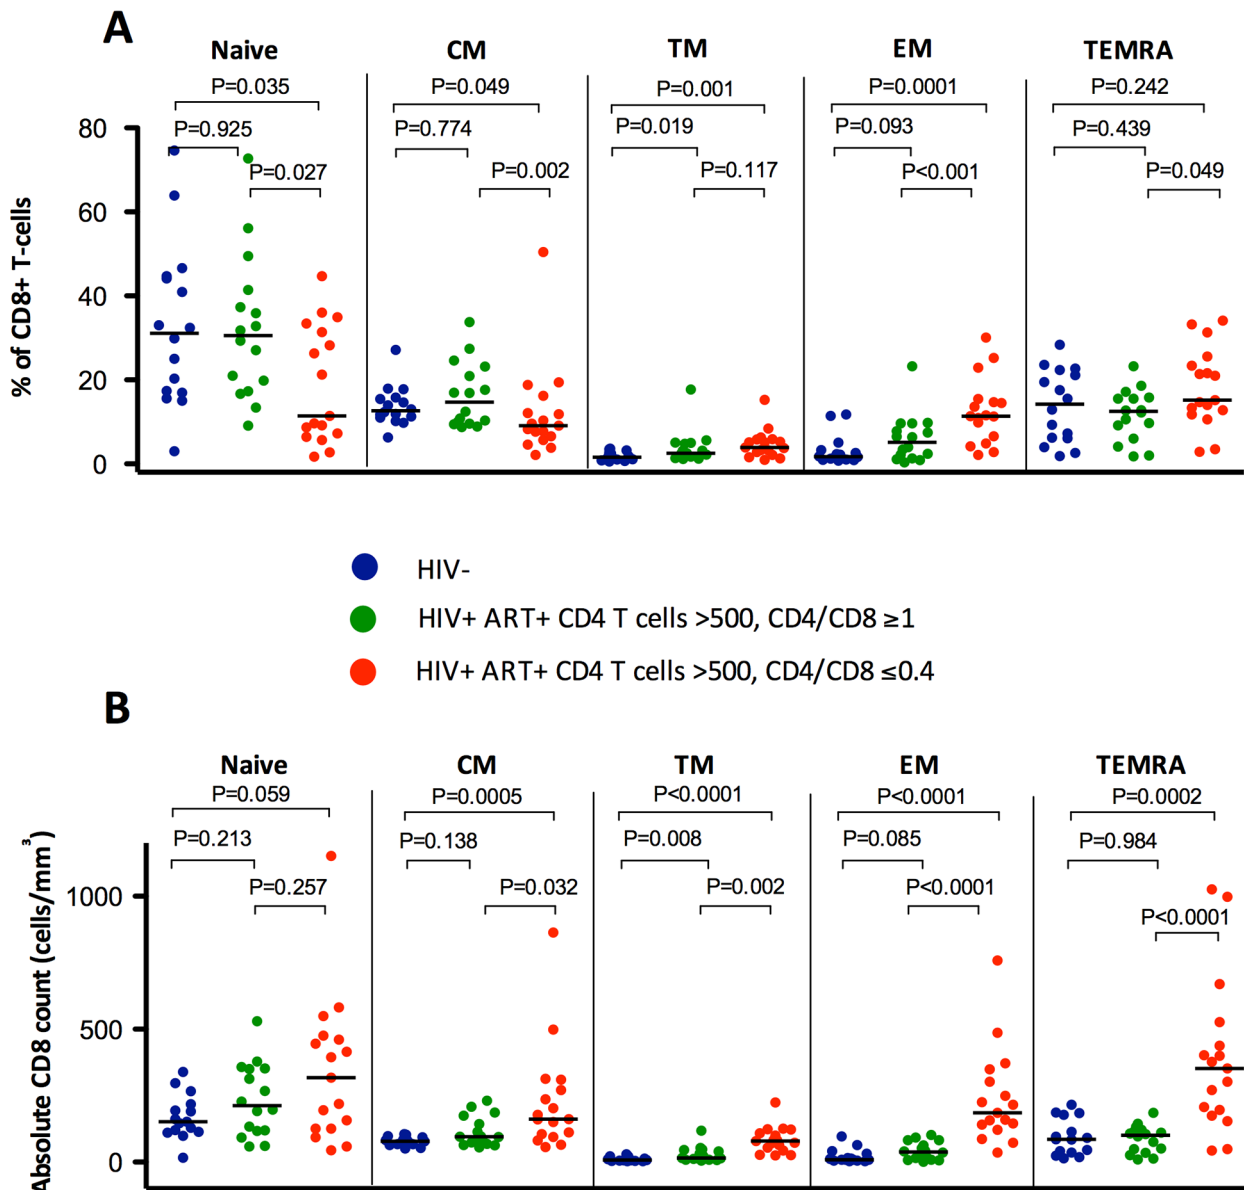 A
Naive CM TM EM TEMRA
P=0.035 P=0.049 P=0.001 P=0.0001 P=0.242
P=0.925 P=0.774 P=0.019 P=0.093 P=0.439
P=0.027 P=0.002 P=0.117 P<0.001 P=0.049
% of CD8+ T-cells
80
60
40
20
0
HIV-
HIV+ ART+ CD4 T cells >500, CD4/CD8 ≥1
HIV+ ART+ CD4 T cells >500, CD4/CD8 ≤0.4
B
Naive CM TM EM TEMRA
P=0.059 P=0.0005 P<0.0001 P<0.0001 P=0.0002
P=0.213 P=0.138 P=0.008 P=0.085 P=0.984
P=0.257 P=0.032 P=0.002 P<0.0001
P<0.0001
Absolute CD8 count (cells/mm³)
1000
500
0